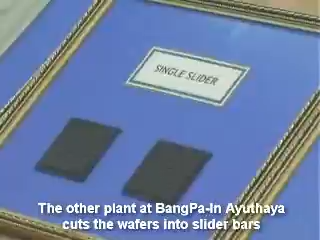 SINGLE SLIDER
The other plant at BangPa-In Ayuthaya
cuts the wafers into slider bars